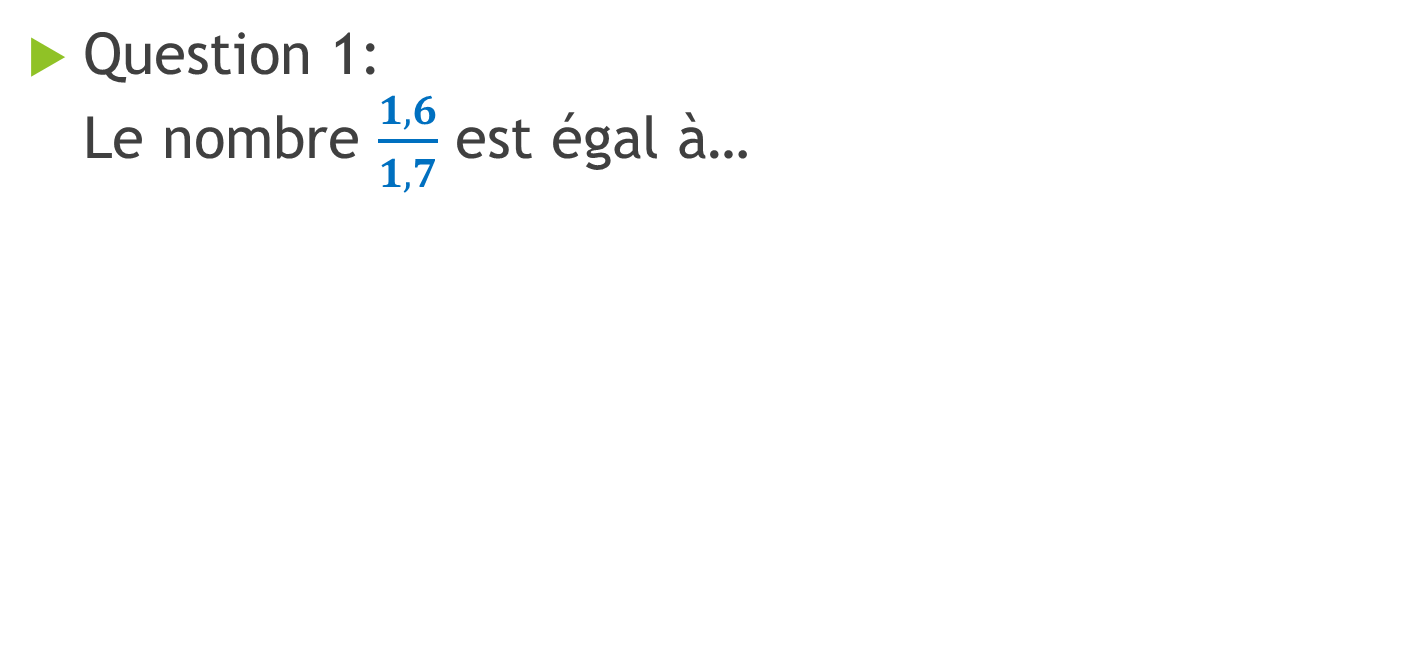 Question 1:
Le nombre 1,6/1,7 est égal à...